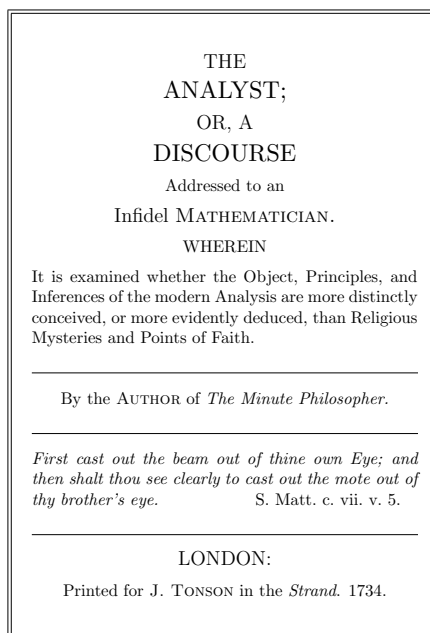 THE
ANALYST;
OR, A
DISCOURSE
Addressed to an
Infidel MATHEMATICIAN.
WHEREIN
It is examined whether the Object, Principles, and
Inferences of the modern Analysis are more distinctly
conceived, or more evidently deduced, than Religious
Mysteries and Points of Faith.
By the AUTHOR of The Minute Philosopher.
First cast out the beam out of thine own Eye; and
then shalt thou see clearly to cast out the mote out of
thy brother's eye. S. Matt. c. vii. v. 5.
LONDON:
Printed for J. TONSON in the Strand. 1734.